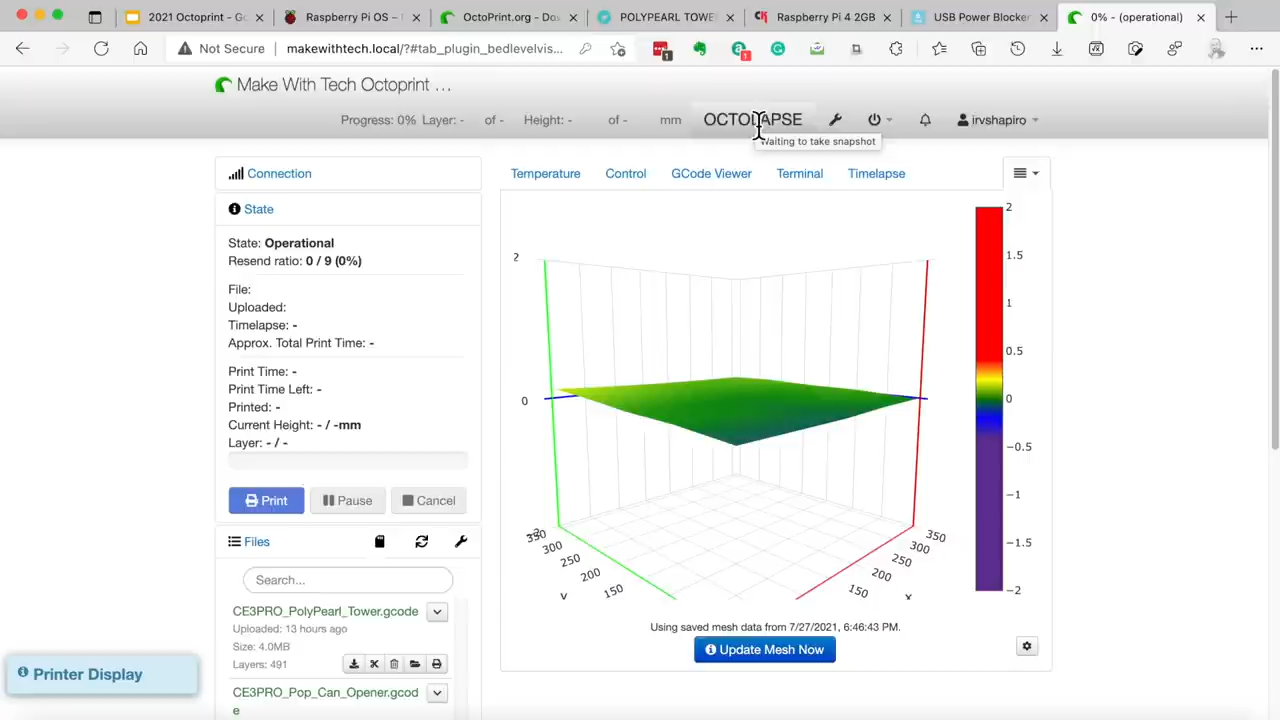 2021 Octoprint - Go
Raspberry Pi OS -
OctoPrint.org - Do
POLYPEARL TOWE
Raspberry Pi 4 2GB
USB Power Blocker
0% - (operational)
Not Secure
makewithtech.local/?#tab_plugin_bedlevelvis...
1
1
Make With Tech Octoprint ...
Progress: 0% Layer: - of - Height: - of - mm
OCTOLAPSE
irvshapiro
Waiting to take snapshot
Connection
State
State: Operational
Resend ratio: 0 / 9 (0%)
File:
Uploaded:
Timelapse: -
Approx. Total Print Time: -
Print Time: -
Print Time Left: -
Printed: -
Current Height: - / -mm
Layer: - / -
Print
Pause
Cancel
Files
Search...
CE3PRO_PolyPearl_Tower.gcode
Uploaded: 13 hours ago
Size: 4.0MB
Layers: 491
CE3PRO_Pop_Can_Opener.gcod
e
Printer Display
Temperature
Control
GCode Viewer
Terminal
Timelapse
2
0
350
300
250
200
150
y
350
300
250
200
150
x
2
1.5
1
0.5
0
−0.5
−1
−1.5
−2
Using saved mesh data from 7/27/2021, 6:46:43 PM.
Update Mesh Now